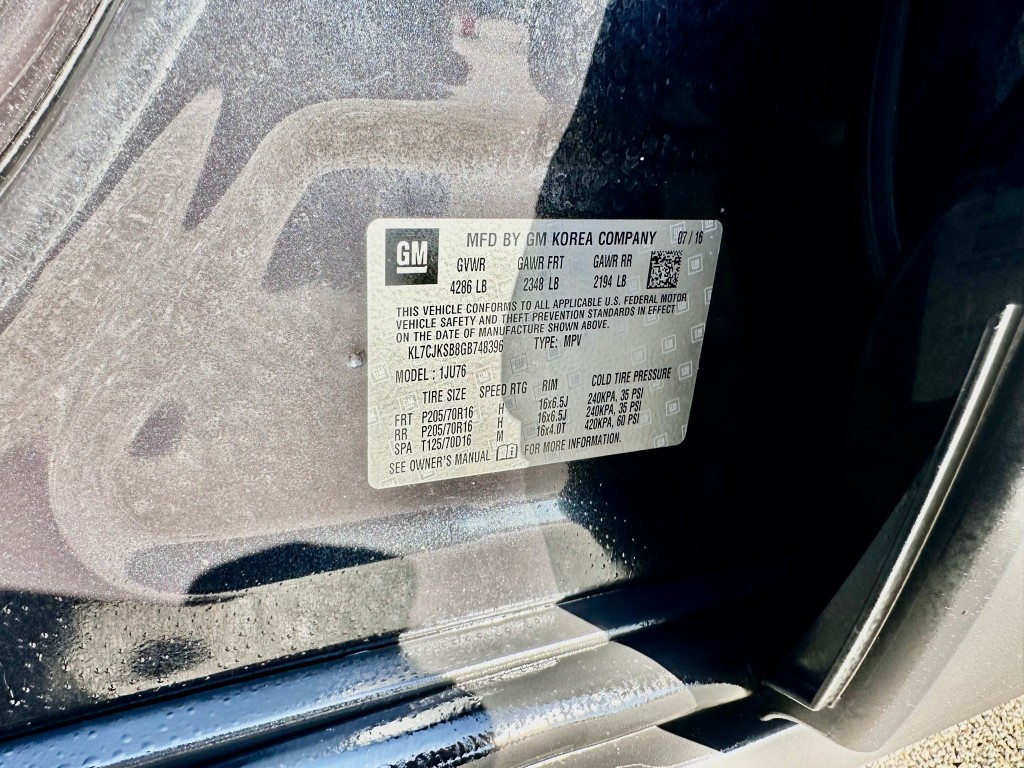 GM
MFD BY GM KOREA COMPANY 07/16
GVWR GAWR FRT GAWR RR
4286 LB 2348 LB 2194 LB
THIS VEHICLE CONFORMS TO ALL APPLICABLE U.S. FEDERAL MOTOR
VEHICLE SAFETY AND THEFT PREVENTION STANDARDS IN EFFECT
ON THE DATE OF MANUFACTURE SHOWN ABOVE.
KL7CJKSB8GB748396 TYPE: MPV
MODEL : 1JU76
TIRE SIZE SPEED RTG RIM COLD TIRE PRESSURE
FRT P205/70R16 H 16x6.5J 240KPA, 35 PSI
RR P205/70R16 H 16x6.5J 240KPA, 35 PSI
SPA T125/70D16 M 16x4.0T 420KPA, 60 PSI
SEE OWNER'S MANUAL FOR MORE INFORMATION.